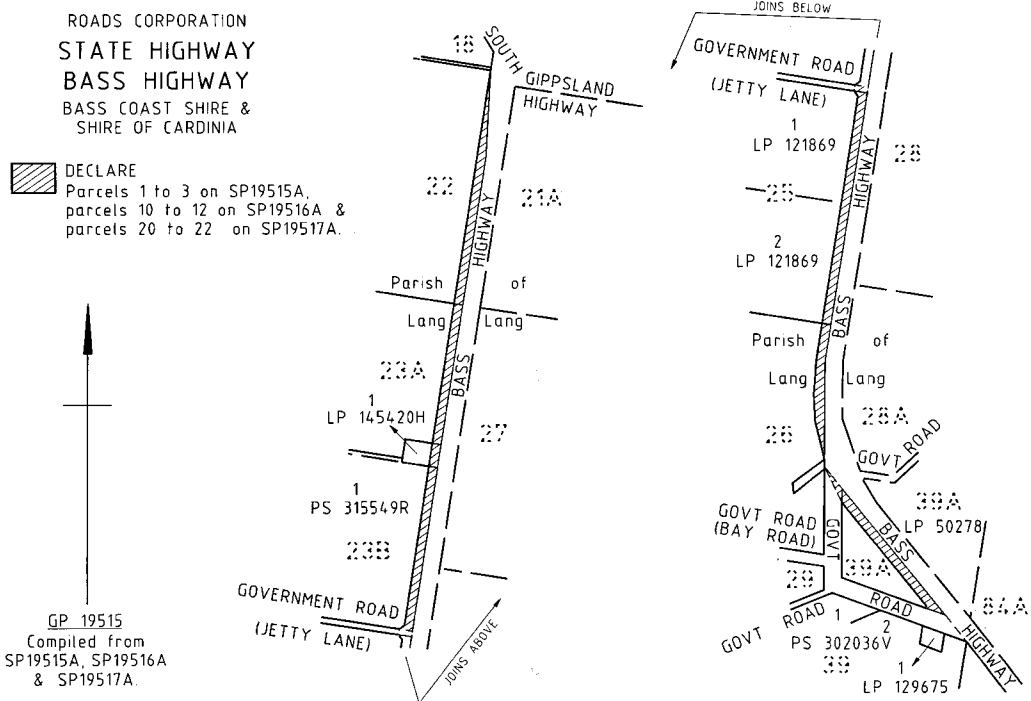 ROADS CORPORATION
STATE HIGHWAY
BASS HIGHWAY
BASS COAST SHIRE &
SHIRE OF CARDINIA
DECLARE
Parcels 1 to 3 on SP19515A,
parcels 10 to 12 on SP19516A &
parcels 20 to 22 on SP19517A.
GP 19515
Compiled from
SP19515A, SP19516A
& SP19517A.
18
SOUTH
GIPPSLAND
HIGHWAY
22
21A
HIGHWAY
Parish of
Lang Lang
23A
BASS
1
LP 145420H
27
1
PS 315549R
23B
GOVERNMENT ROAD
(JETTY LANE)
JOINS ABOVE
JOINS BELOW
GOVERNMENT ROAD
(JETTY LANE)
1
LP 121869
28
HIGHWAY
25
2
LP 121869
BASS
Parish of
Lang Lang
26
28A
GOVT ROAD
39A
LP 50278
GOVT ROAD
(BAY ROAD)
GOVT
BASS
39A
29
ROAD
84A
GOVT ROAD
1
2
PS 302036V
39
HIGHWAY
1
LP 129675